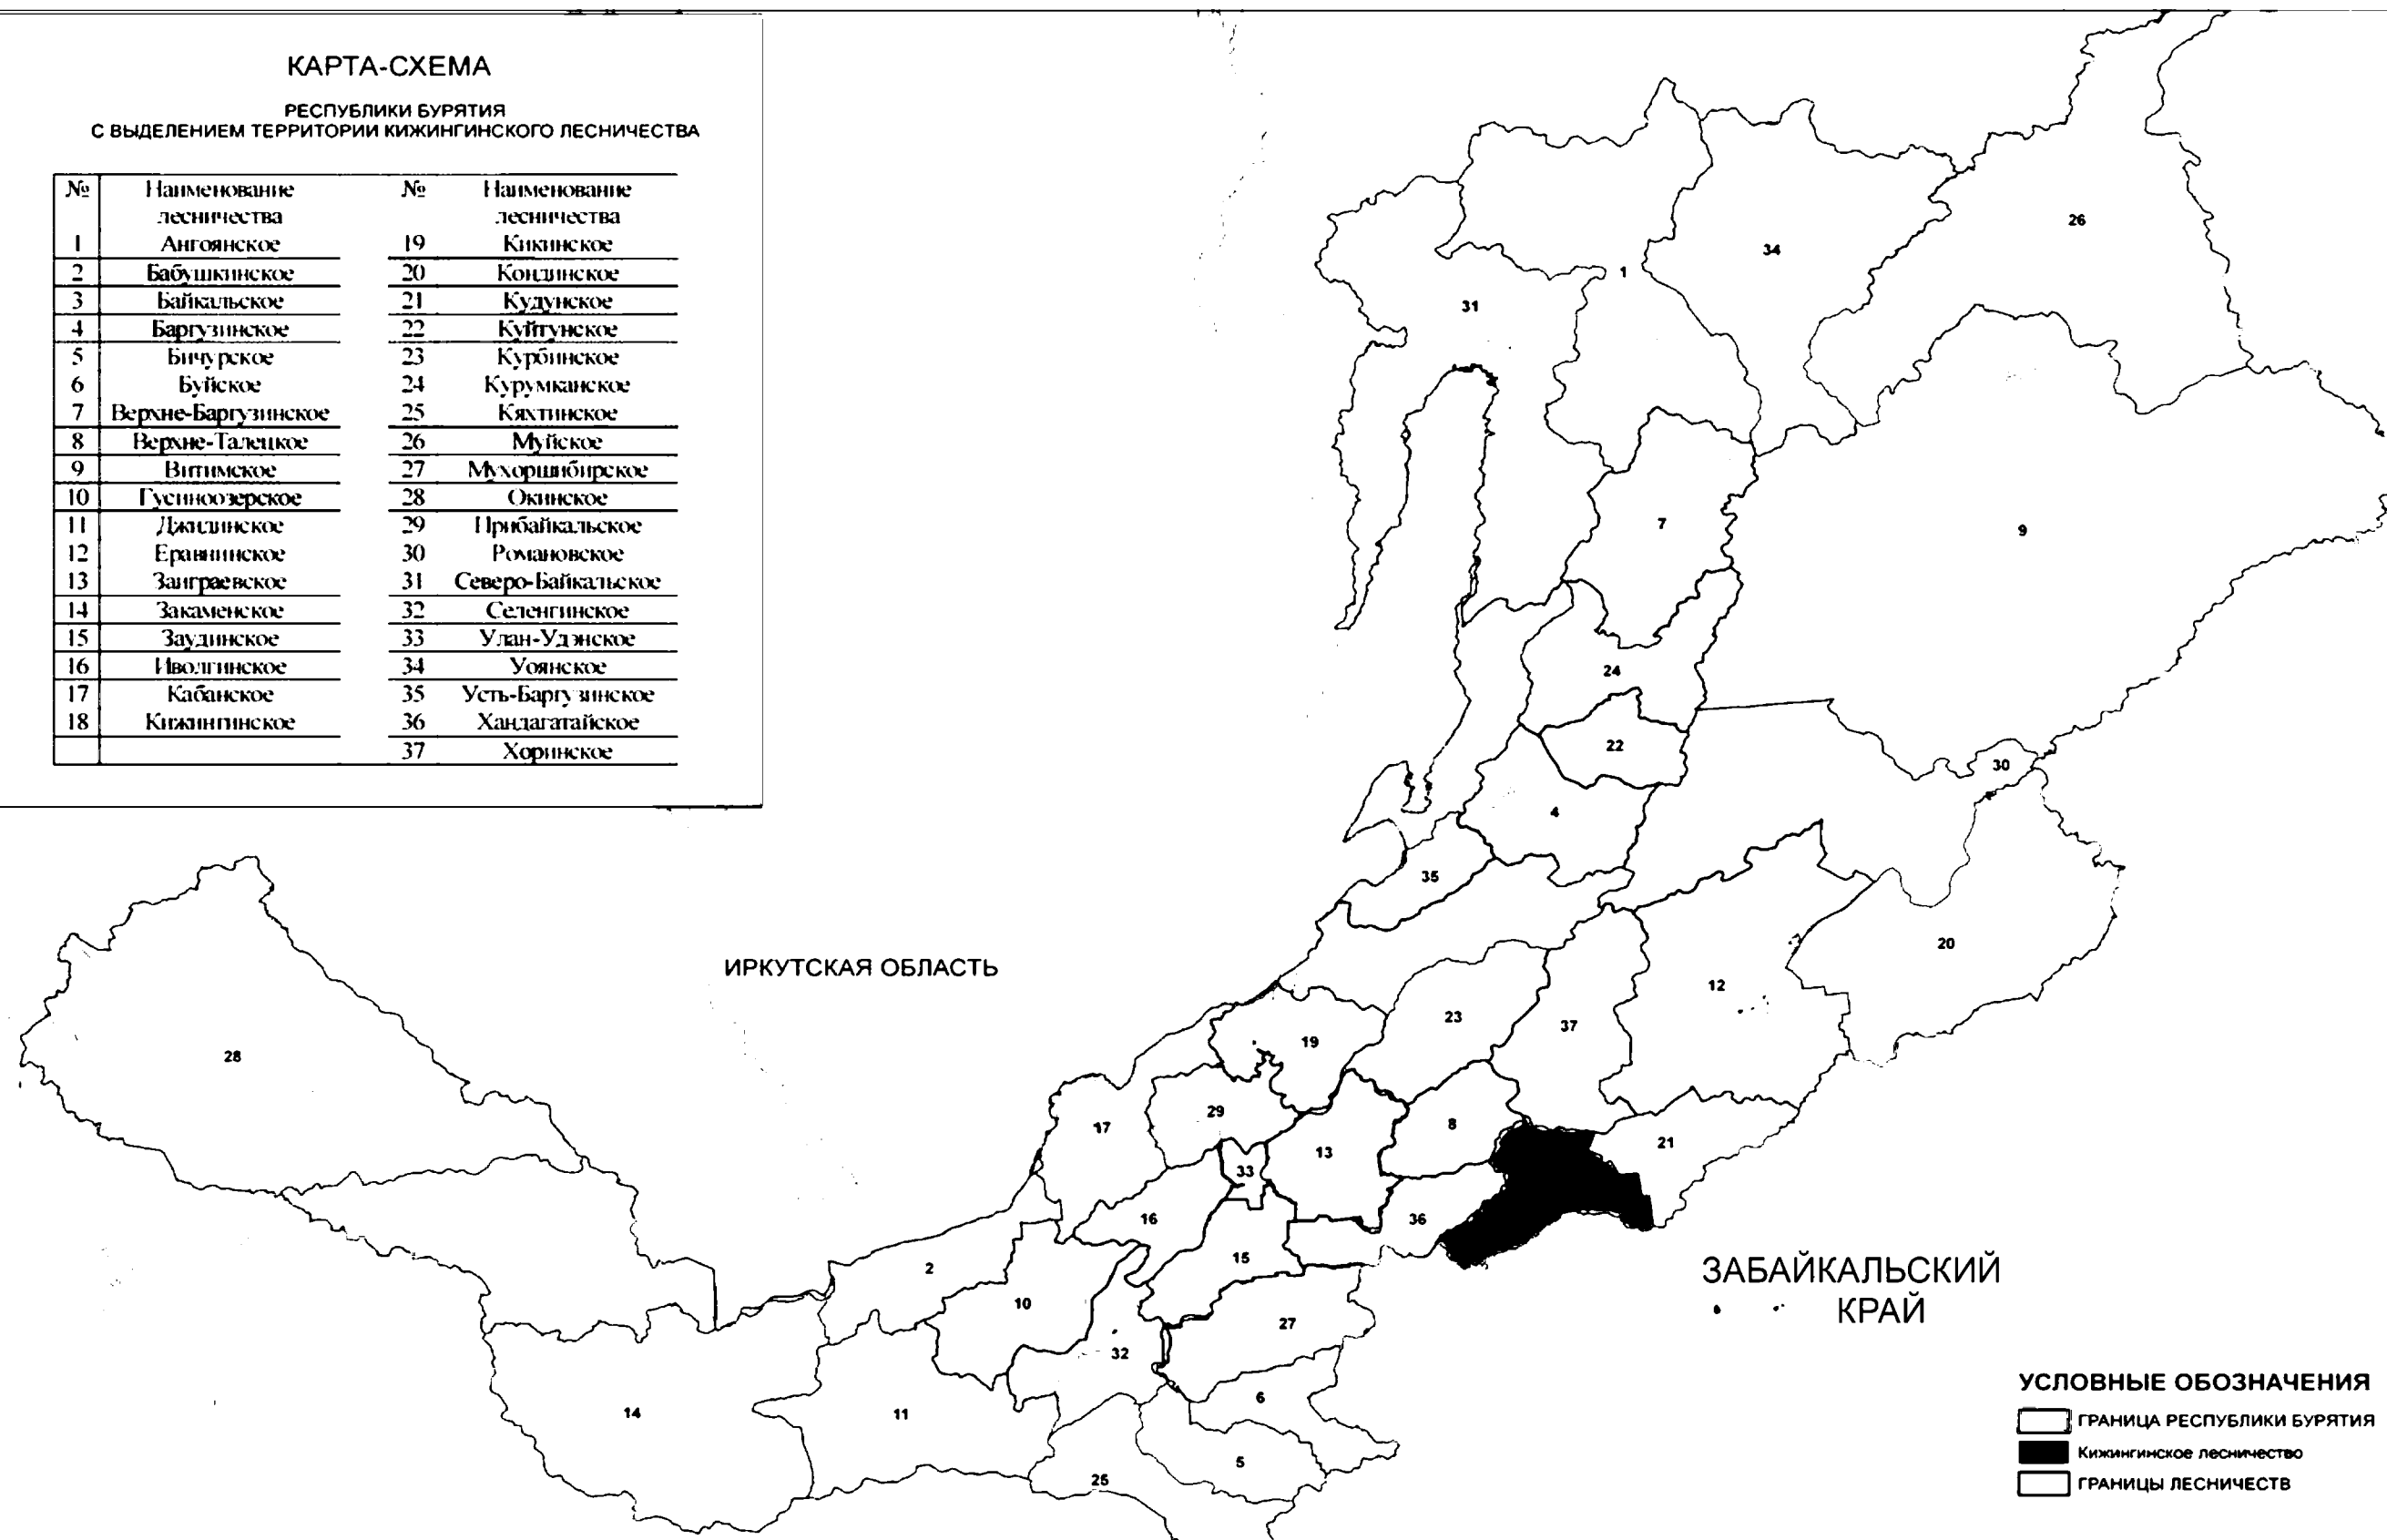 КАРТА-СХЕМА
РЕСПУБЛИКИ БУРЯТИЯ
С ВЫДЕЛЕНИЕМ ТЕРРИТОРИИ КИЖИНГИНСКОГО ЛЕСНИЧЕСТВА
№ Наименование № Наименование
лесничества лесничества
1 Ангоянское 19 Кикинское
2 Бабушкинское 20 Кондинское
3 Байкальское 21 Кудунское
4 Баргузинское 22 Куйтунское
5 Бичурское 23 Курбинское
6 Буйское 24 Курумканское
7 Верхне-Баргузинское 25 Кяхтинское
8 Верхне-Талецкое 26 Муйское
9 Витимское 27 Мухоршибирское
10 Гусиноозерское 28 Окинское
11 Джидинское 29 Прибайкальское
12 Еравнинское 30 Романовское
13 Заиграевское 31 Северо-Байкальское
14 Закаменское 32 Селенгинское
15 Заудинское 33 Улан-Удэнское
16 Иволгинское 34 Уоянское
17 Кабанское 35 Усть-Баргузинское
18 Кижингинское 36 Хандагатайское
37 Хоринское
26
34
1
31
7
9
24
22
30
4
35
20
ИРКУТСКАЯ ОБЛАСТЬ
12
23
37
19
28
29
17
8
13
21
33
16
36
15
2
ЗАБАЙКАЛЬСКИЙ
КРАЙ
10
27
32
6
14
11
5
25
УСЛОВНЫЕ ОБОЗНАЧЕНИЯ
ГРАНИЦА РЕСПУБЛИКИ БУРЯТИЯ
Кижингинское лесничество
ГРАНИЦЫ ЛЕСНИЧЕСТВ